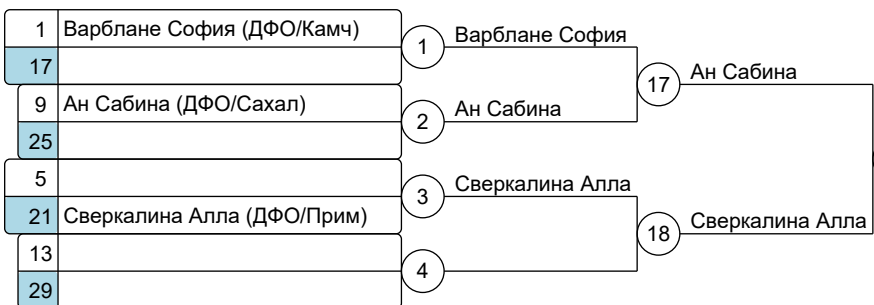 1 Варблане София (ДФО/Камч)
1 Варблане София
17
17 Ан Сабина
9 Ан Сабина (ДФО/Сахал)
2 Ан Сабина
25
5
3 Сверкалина Алла
21 Сверкалина Алла (ДФО/Прим)
18 Сверкалина Алла
13
4
29